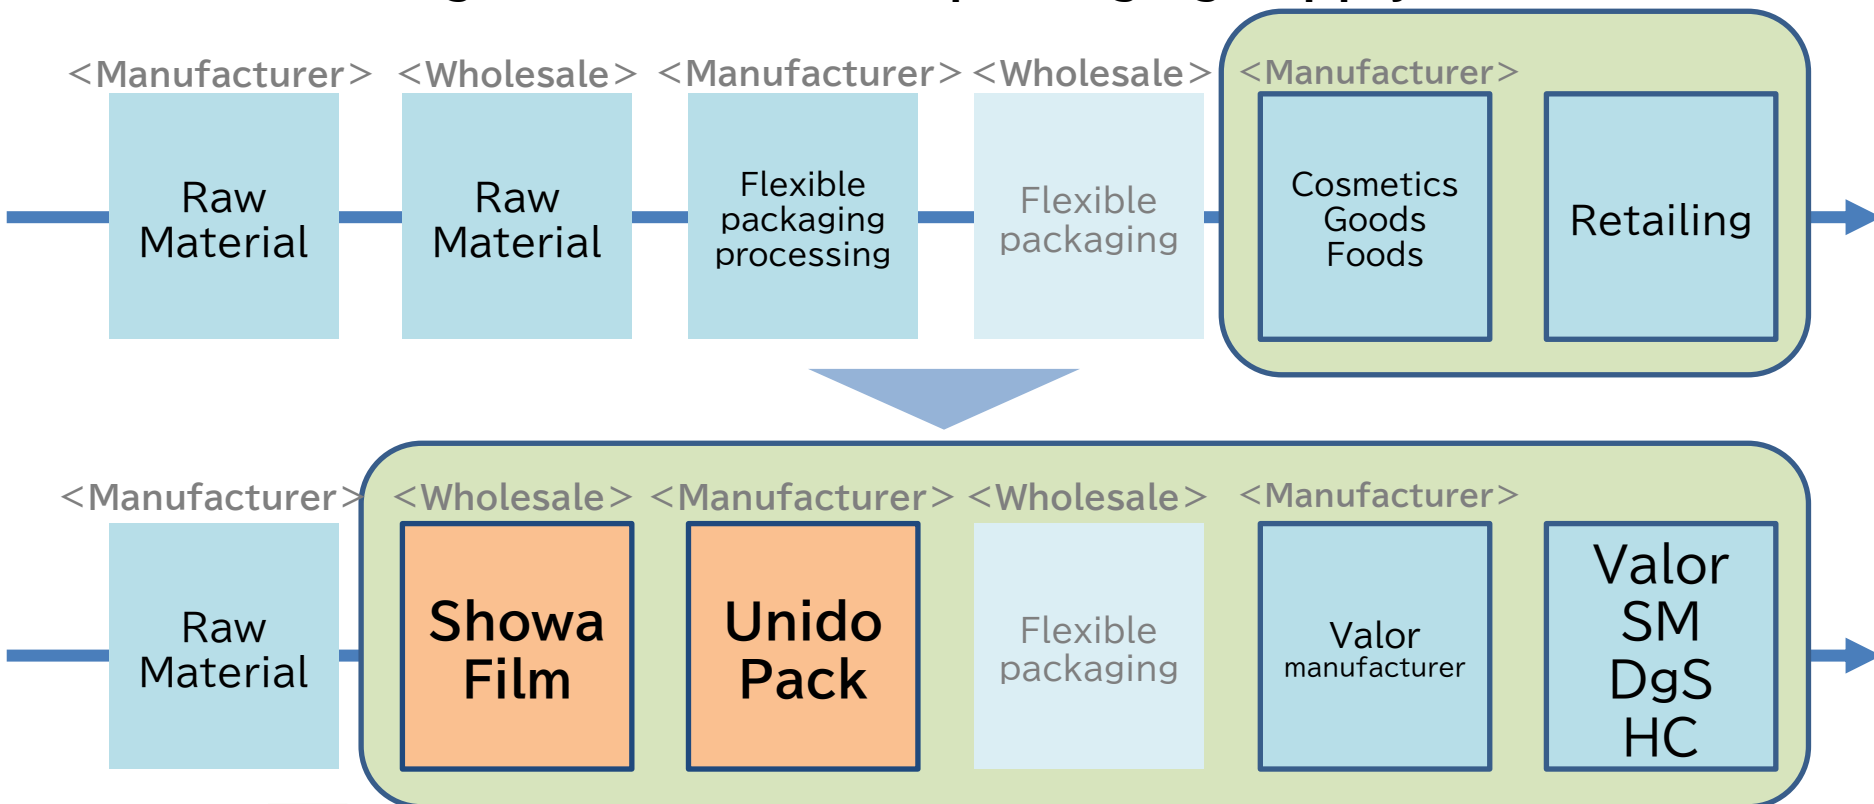 <Manufacturer> <Wholesale> <Manufacturer> <Wholesale> <Manufacturer>
Raw
Material
Raw
Material
Flexible
packaging
processing
Flexible
packaging
Cosmetics
Goods
Foods
Retailing
<Manufacturer> <Wholesale> <Manufacturer> <Wholesale> <Manufacturer>
Raw
Material
Showa
Film
Unido
Pack
Flexible
packaging
Valor
manufacturer
Valor
SM
DgS
HC